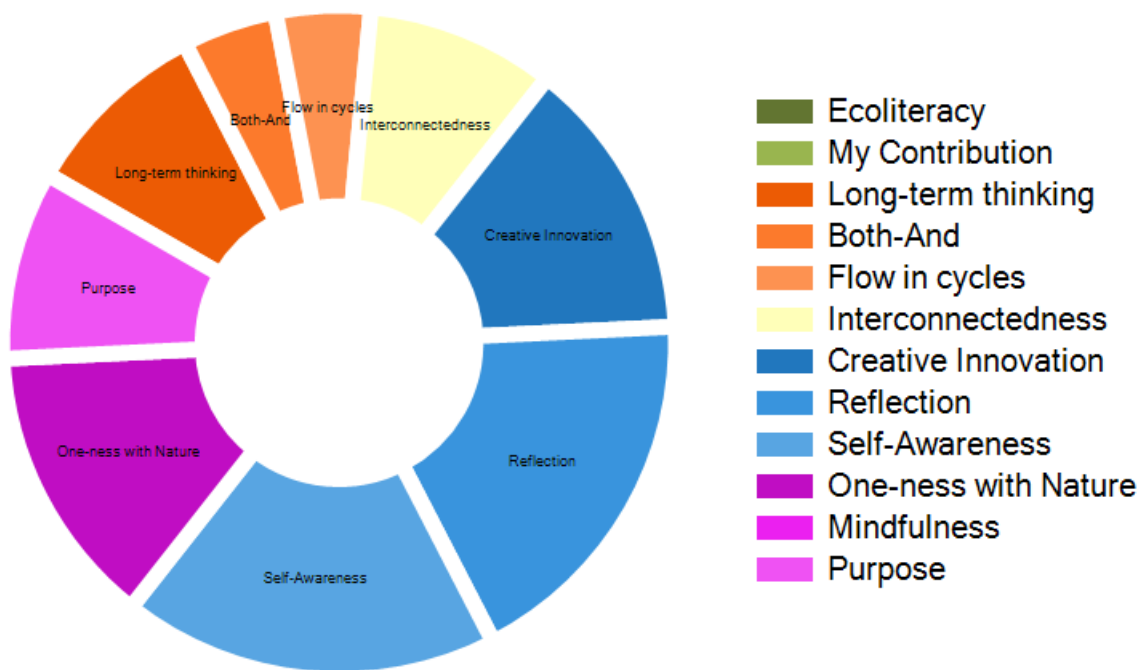 Flow in cycles
Both-And
Interconnectedness
Long-term thinking
Creative Innovation
Purpose
One-ness with Nature
Reflection
Self-Awareness
Ecoliteracy
My Contribution
Long-term thinking
Both-And
Flow in cycles
Interconnectedness
Creative Innovation
Reflection
Self-Awareness
One-ness with Nature
Mindfulness
Purpose